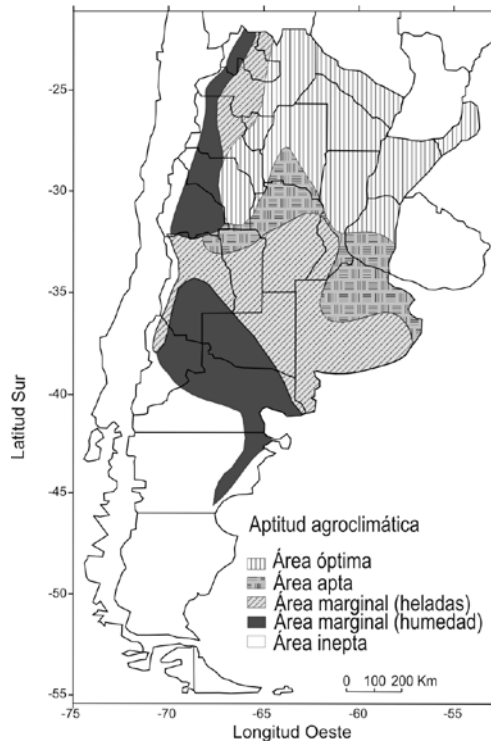 -25
-30
-35
-40
-45
-50
-55
Latitud Sur
Aptitud agroclimática
Área óptima
Área apta
Área marginal (heladas)
Área marginal (humedad)
Área inepta
0 100 200 Km
-75 -70 -65 -60 -55
Longitud Oeste